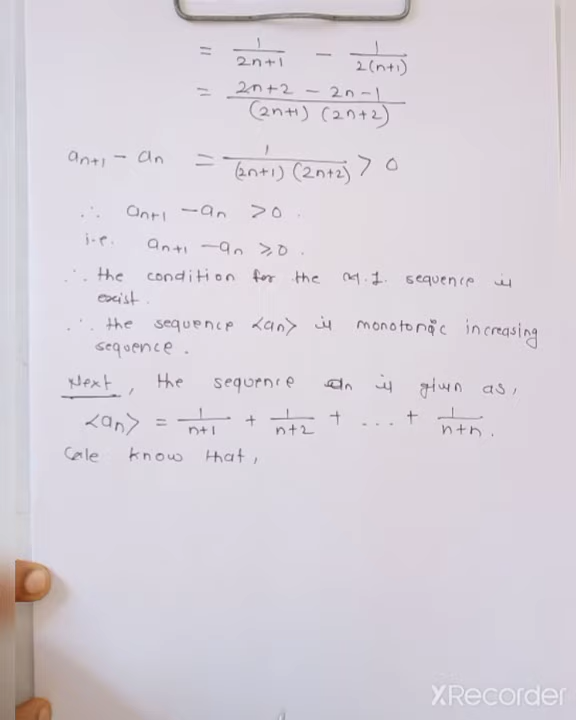 = 1/2n+1 - 1/2(n+1)
= 2n+2 - 2n-1/(2n+1) (2n+2)
an+1 - an = 1/(2n+1) (2n+2) > 0
∴ an+1 - an > 0.
i.e. an+1 - an ≥ 0.
∴ the condition for the M.I. sequence is
exist.
∴ the sequence <an> is monotonic increasing
sequence.
Next, the sequence an is given as,
<an> = 1/n+1 + 1/n+2 + ... + 1/n+n.
We know that,
XRecorder